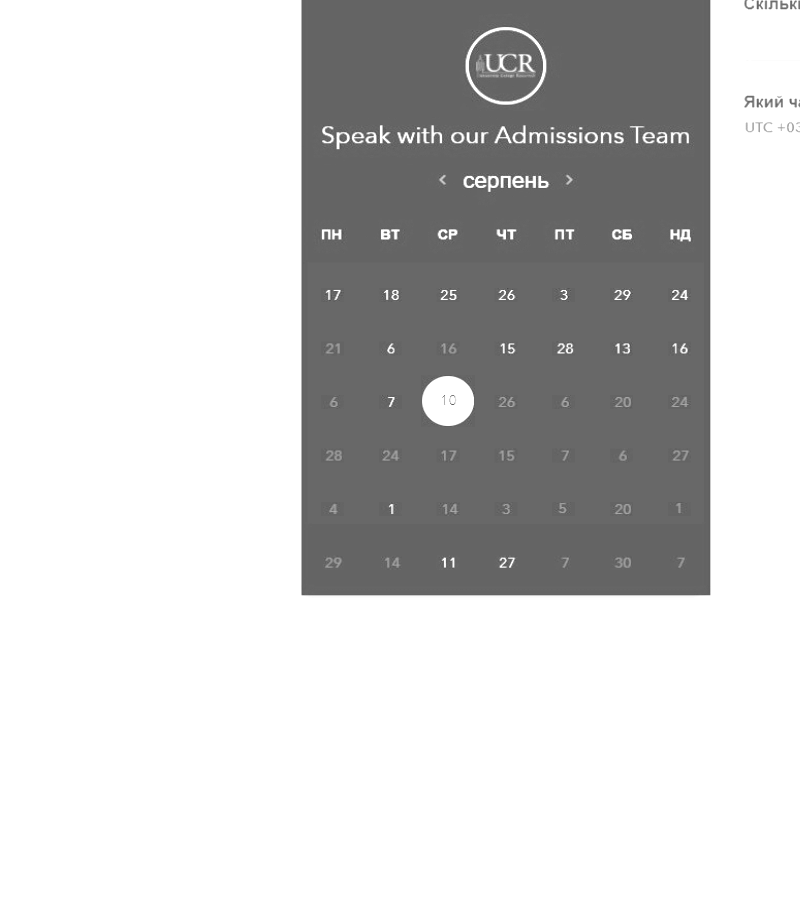 Скільк
UCR
Який ча
UTC +03
Speak with our Admissions Team
< серпень >
ПН ВТ СР ЧТ ПТ СБ НД
17 18 25 26 3 29 24
21 6 16 15 28 13 16
6 7 10 26 6 20 24
28 24 17 15 7 6 27
4 1 14 3 5 20 1
29 14 11 27 7 30 7